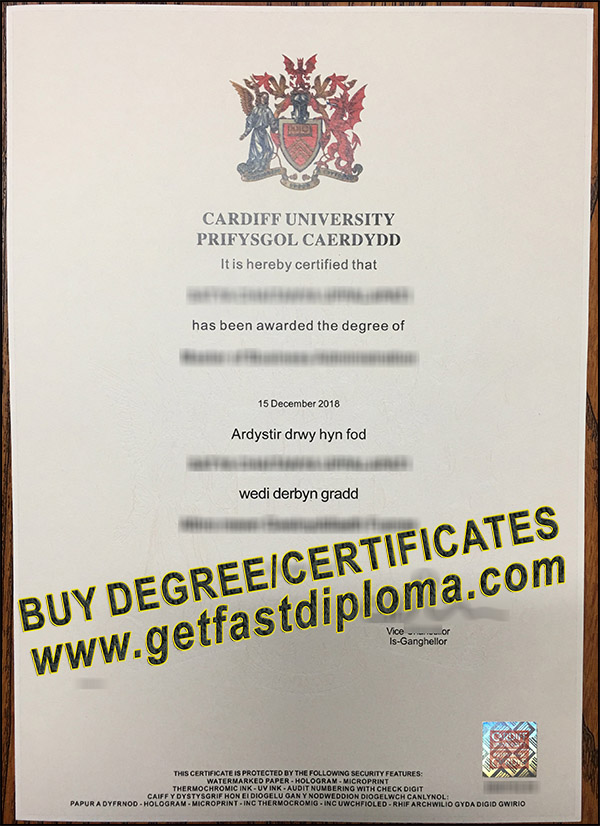 CARDIFF UNIVERSITY
PRIFYSGOL CAERDYDD
It is hereby certified that
has been awarded the degree of
15 December 2018
Ardystir drwy hyn fod
wedi derbyn gradd
BUY DEGREE/CERTIFICATES
www.getfastdiploma.com
Vice-Chancellor
Is-Ganghellor
CARDIFF
THIS CERTIFICATE IS PROTECTED BY THE FOLLOWING SECURITY FEATURES:
WATERMARKED PAPER - HOLOGRAM - MICROPRINT
THERMOCHROMIC INK - UV INK - AUDIT NUMBERING WITH CHECK DIGIT
CAIFF Y DYSTYSGRIF HON EI DIOGELU GAN Y NODWEDDION DIOGELWCH CANLYNOL:
PAPUR A DYFRNOD - HOLOGRAM - MICROPRINT - INC THERMOCROMIG - INC UWCHFIOLED - RHIF ARCHWILIO GYDA DIGID GWIRIO